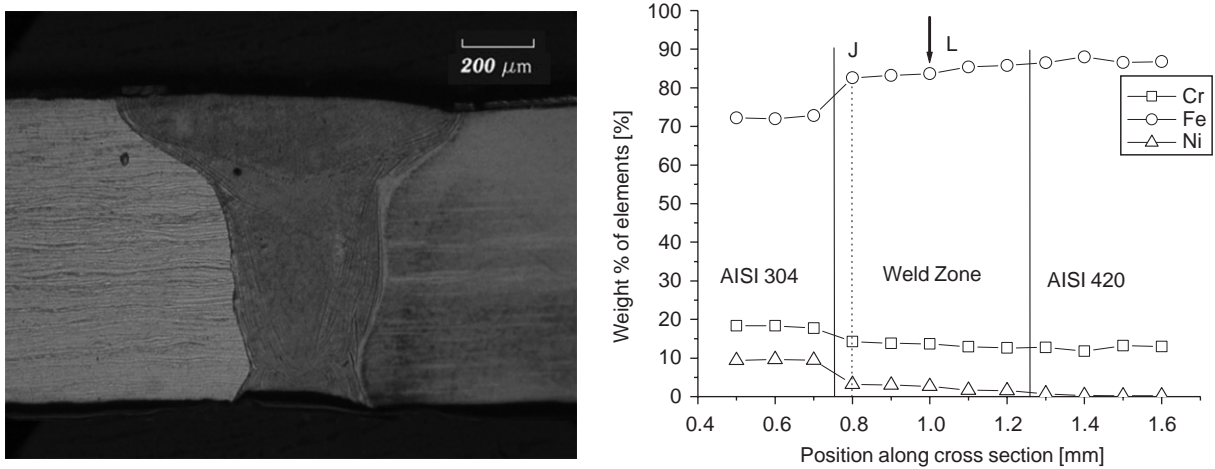 200 μm
100
90
80
70
60
50
40
30
20
10
0
Weight % of elements [%]
J
L
Cr
Fe
Ni
AISI 304
Weld Zone
AISI 420
0.4 0.6 0.8 1.0 1.2 1.4 1.6
Position along cross section [mm]